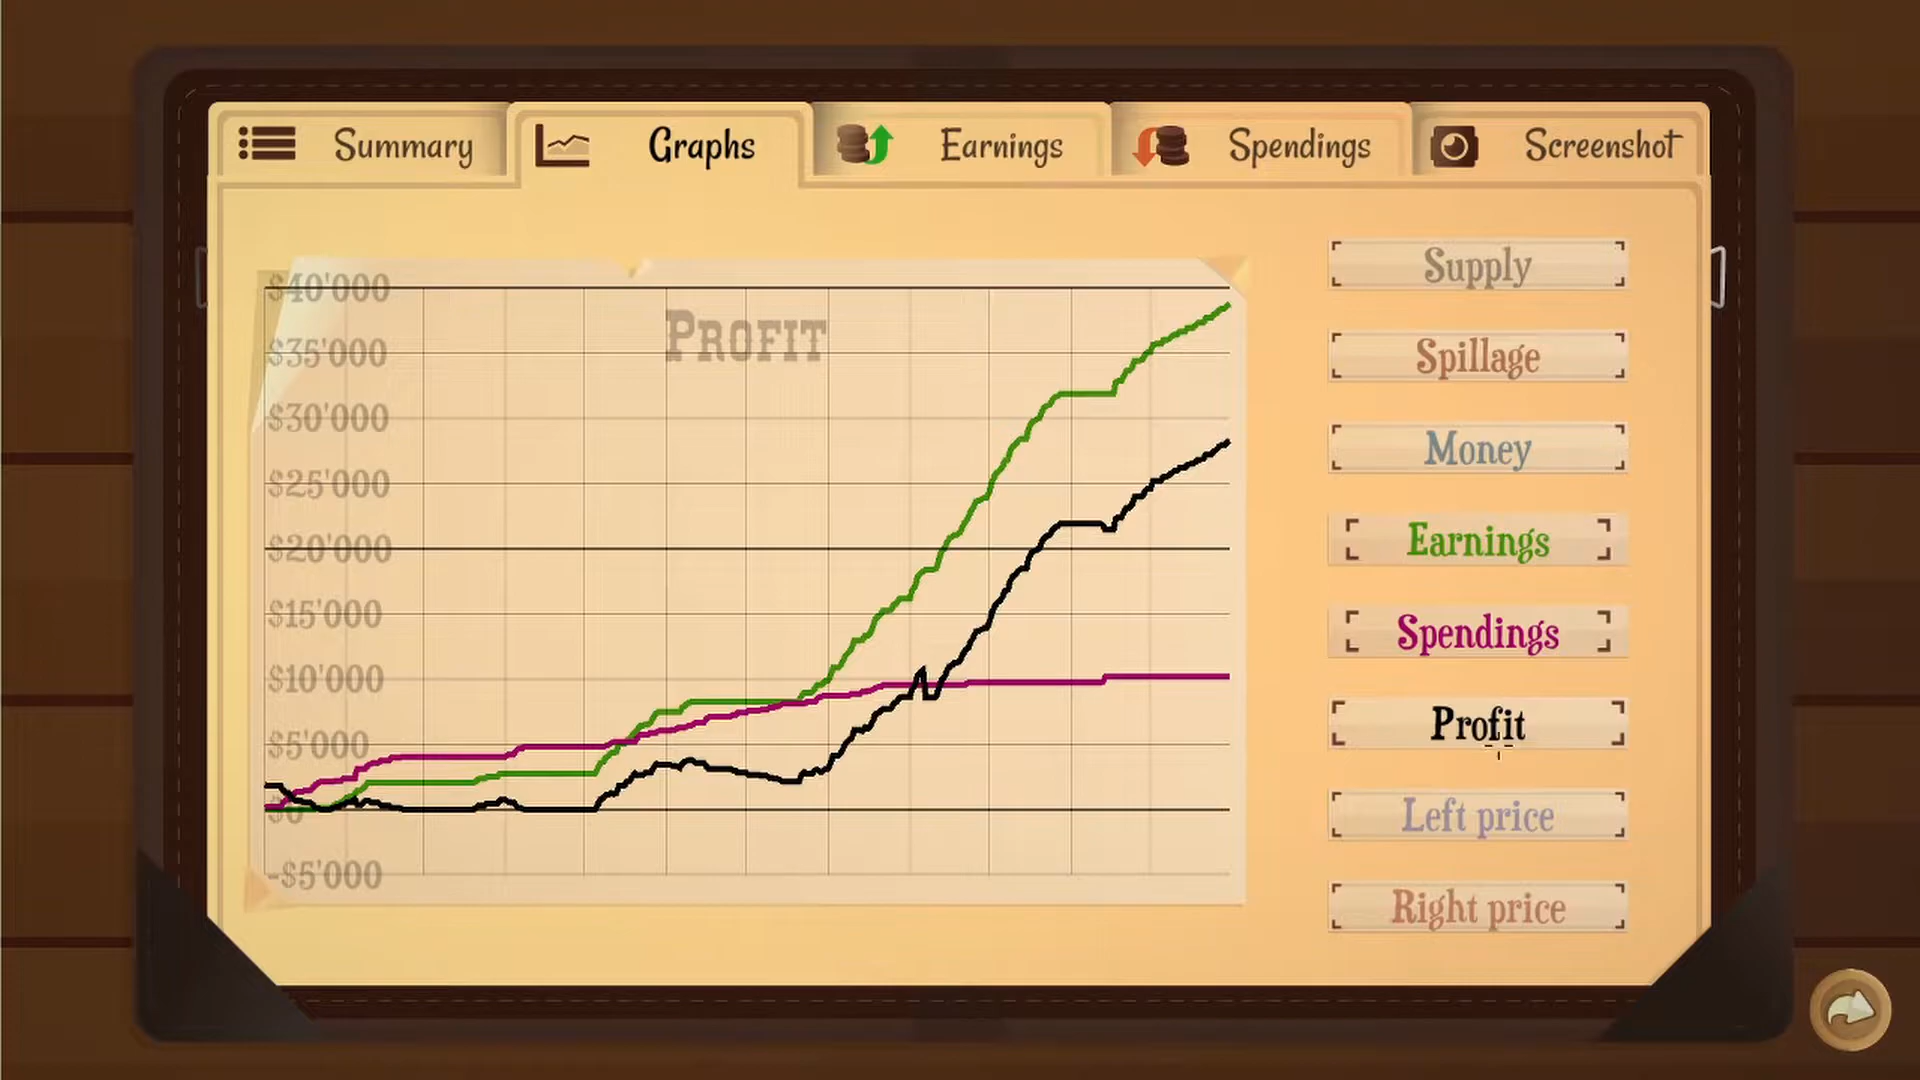 Summary
Graphs
Earnings
Spendings
Screenshot
PROFIT
$40'000
$35'000
$30'000
$25'000
$20'000
$15'000
$10'000
$5'000
$0
-$5'000
Supply
Spillage
Money
Earnings
Spendings
Profit
Left price
Right price